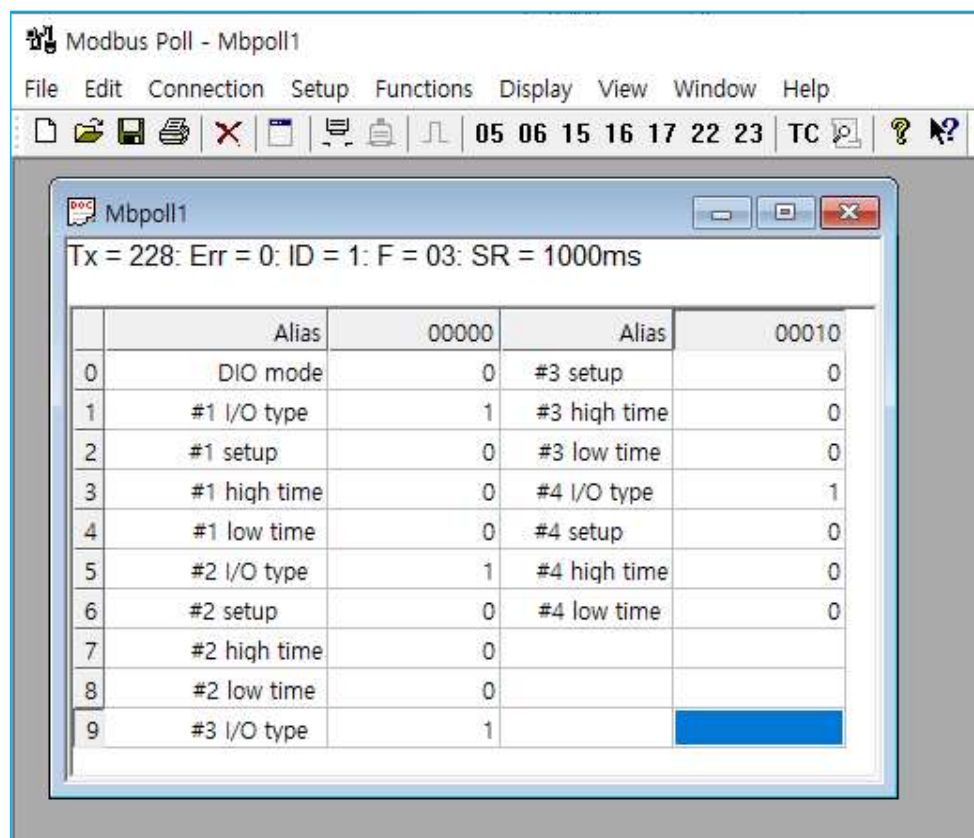 Modbus Poll - Mbpoll1
File Edit Connection Setup Functions Display View Window Help
05 06 15 16 17 22 23 TC
Mbpoll1
Tx = 228: Err = 0: ID = 1: F = 03: SR = 1000ms
Alias 00000 Alias 00010
0 DIO mode 0 #3 setup 0
1 #1 I/O type 1 #3 high time 0
2 #1 setup 0 #3 low time 0
3 #1 high time 0 #4 I/O type 1
4 #1 low time 0 #4 setup 0
5 #2 I/O type 1 #4 high time 0
6 #2 setup 0 #4 low time 0
7 #2 high time 0
8 #2 low time 0
9 #3 I/O type 1